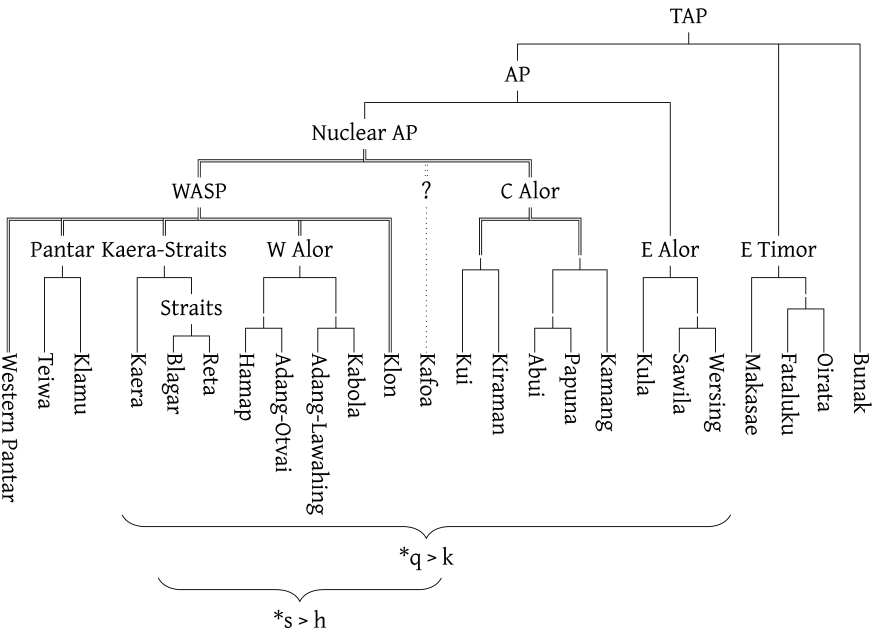 TAP
AP
Nuclear AP
WASP ? C Alor
Pantar Kaera-Straits W Alor E Alor E Timor
Straits
Western Pantar
Teiwa
Klamu
Kaera
Blagar
Reta
Hamap
Adang-Otvai
Adang-Lawahing
Kabola
Klon
Kafoa
Kui
Kiraman
Abui
Papuna
Kamang
Kula
Sawila
Wersing
Makasae
Fataluku
Oirata
Bunak
*q > k
*s > h